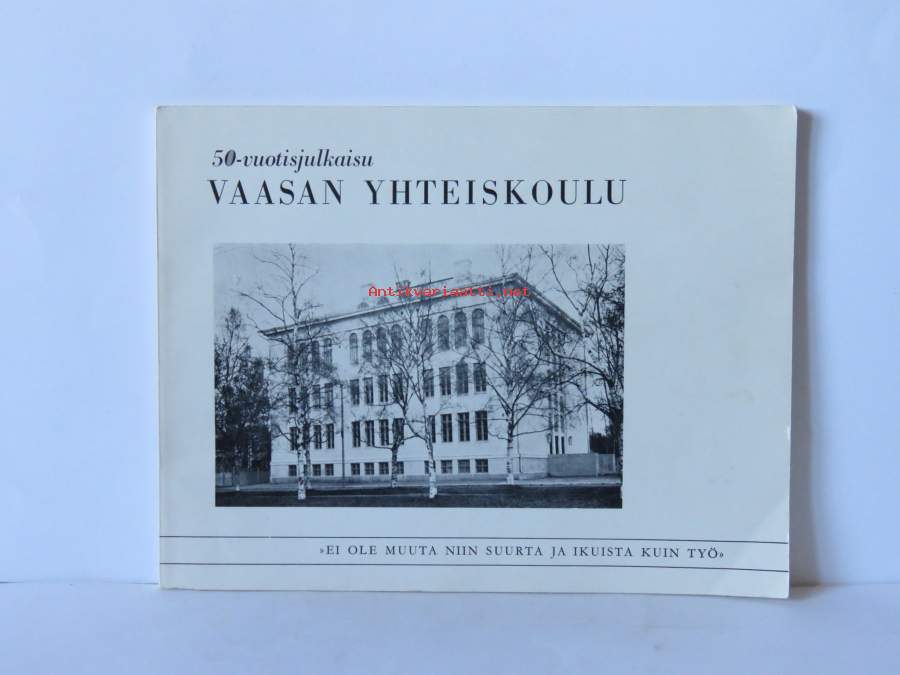 50-vuotisjulkaisu
VAASAN YHTEISKOULU
Antikvariaatti.net
»EI OLE MUUTA NIIN SUURTA JA IKUISTA KUIN TYÖ»